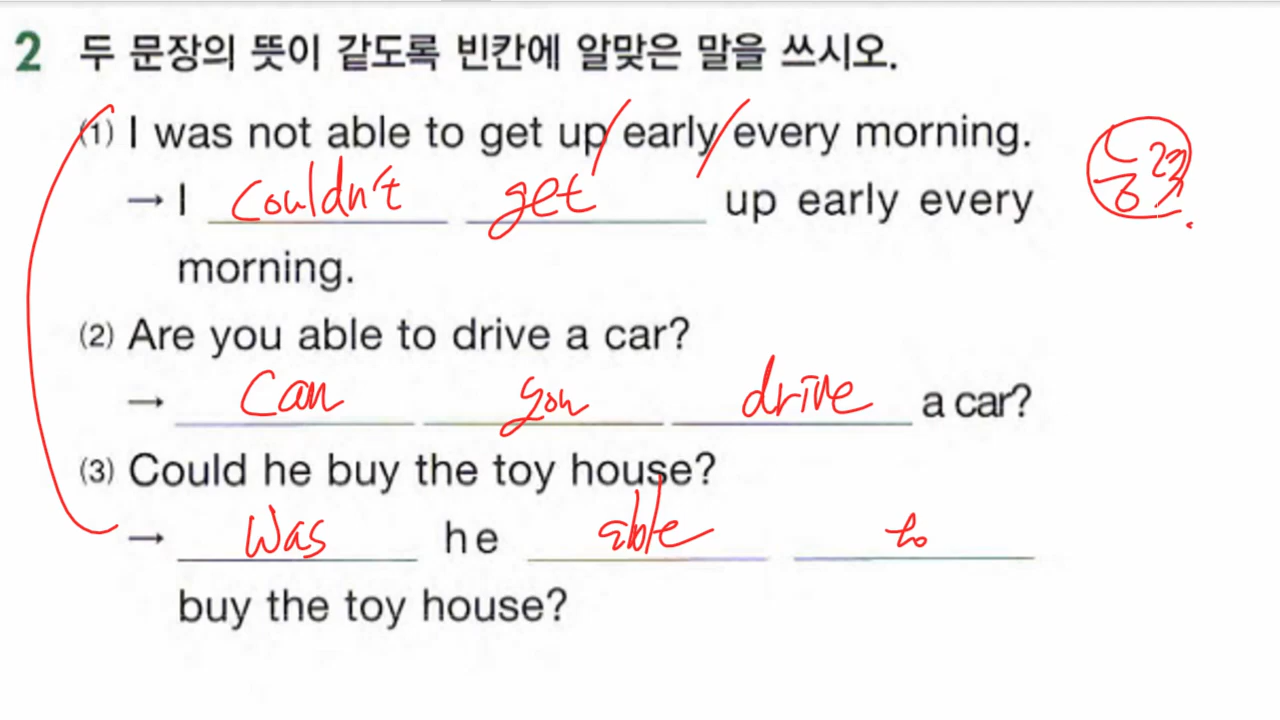 2 두 문장의 뜻이 같도록 빈칸에 알맞은 말을 쓰시오.
(1) I was not able to get up early every morning.
→ I couldn't get up early every
morning.
(2) Are you able to drive a car?
→ Can you drive a car?
(3) Could he buy the toy house?
→ Was he able to
buy the toy house?